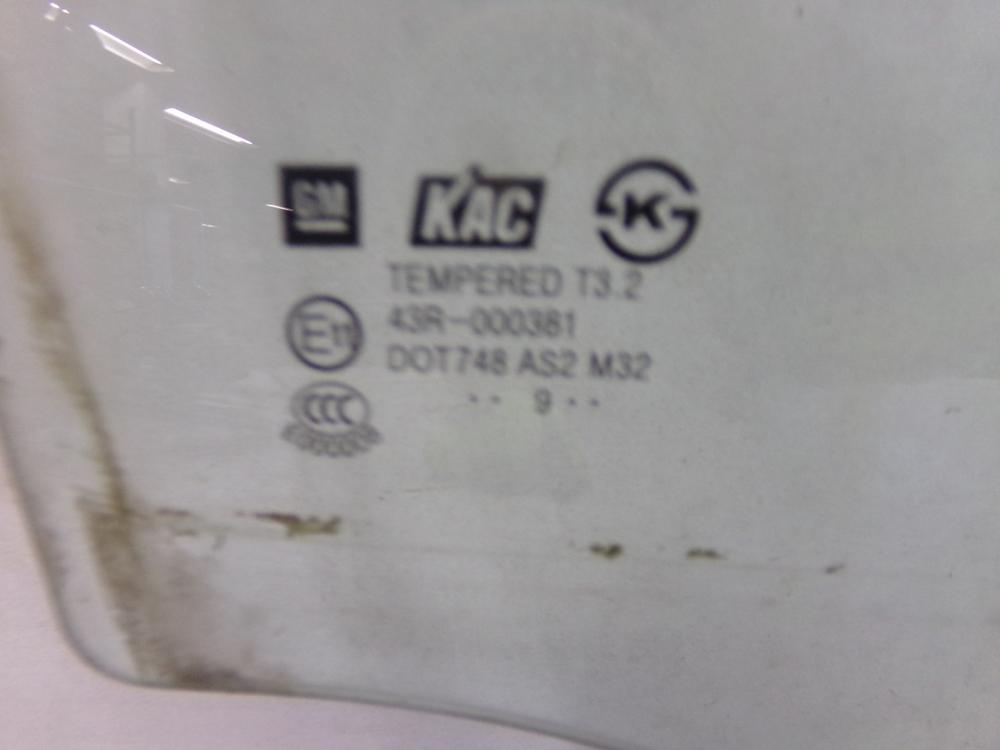 GM KAC K
TEMPERED T3.2
E11 43R-000381
DOT748 AS2 M32
CCC
·· 9 ··